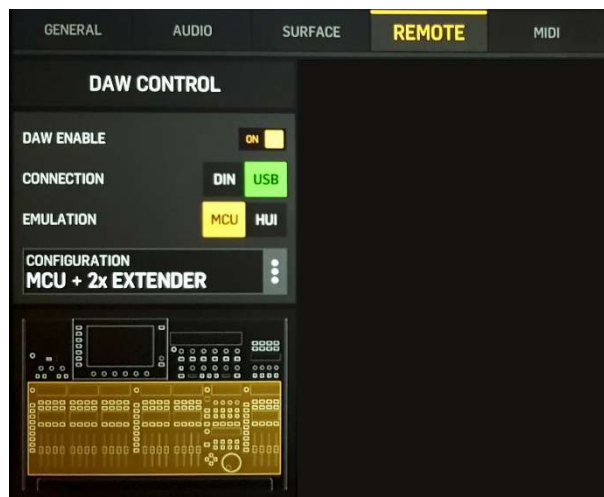 GENERAL AUDIO SURFACE REMOTE MIDI
DAW CONTROL
DAW ENABLE ON
CONNECTION DIN USB
EMULATION MCU HUI
CONFIGURATION
MCU + 2x EXTENDER